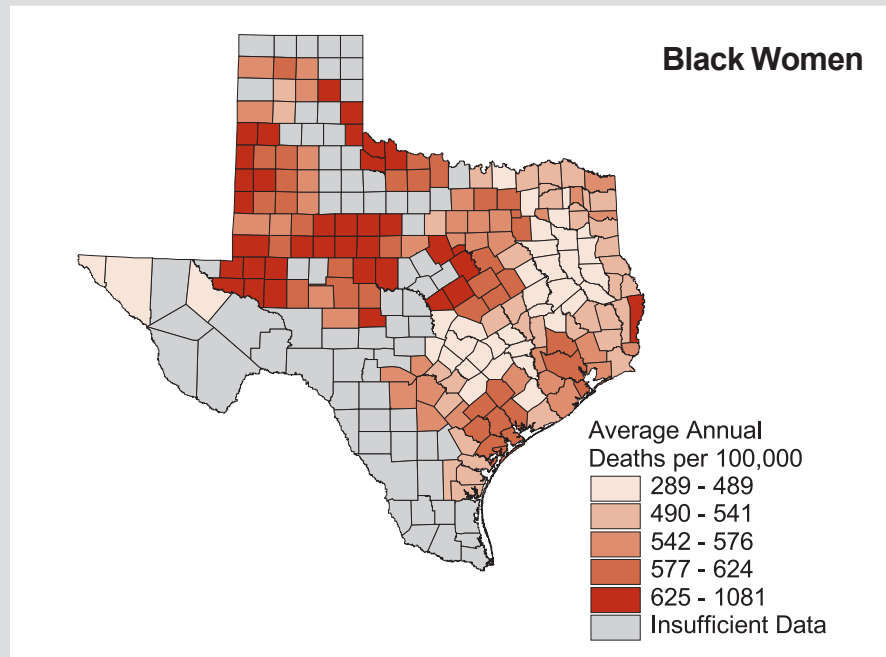 Black Women
Average Annual
Deaths per 100,000
289 - 489
490 - 541
542 - 576
577 - 624
625 - 1081
Insufficient Data